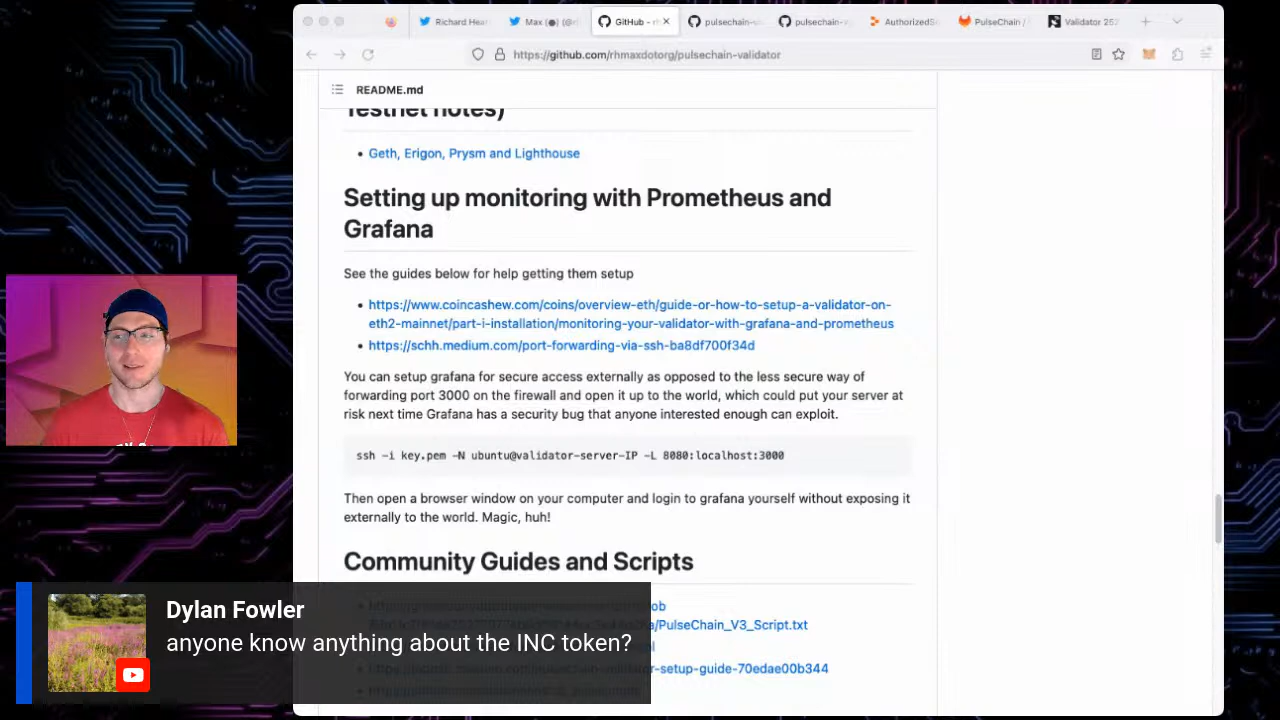 Richard Hear
Max (
GitHub - rh
pulsechain-
pulsechain-
AuthorizedS
PulseChain /
Validator 252
https://github.com/rhmaxdotorg/pulsechain-validator
README.md
Testnet notes)
Geth, Erigon, Prysm and Lighthouse
Setting up monitoring with Prometheus and
Grafana
See the guides below for help getting them setup
https://www.coincashew.com/coins/overview-eth/guide-or-how-to-setup-a-validator-on-
eth2-mainnet/part-i-installation/monitoring-your-validator-with-grafana-and-prometheus
https://schh.medium.com/port-forwarding-via-ssh-ba8df700f34d
You can setup grafana for secure access externally as opposed to the less secure way of
forwarding port 3000 on the firewall and open it up to the world, which could put your server at
risk next time Grafana has a security bug that anyone interested enough can exploit.
ssh -i key.pem -N ubuntu@validator-server-IP -L 8080:localhost:3000
Then open a browser window on your computer and login to grafana yourself without exposing it
externally to the world. Magic, huh!
Community Guides and Scripts
ob
/PulseChain_V3_Script.txt
-setup-guide-70edae00b344
Dylan Fowler
anyone know anything about the INC token?